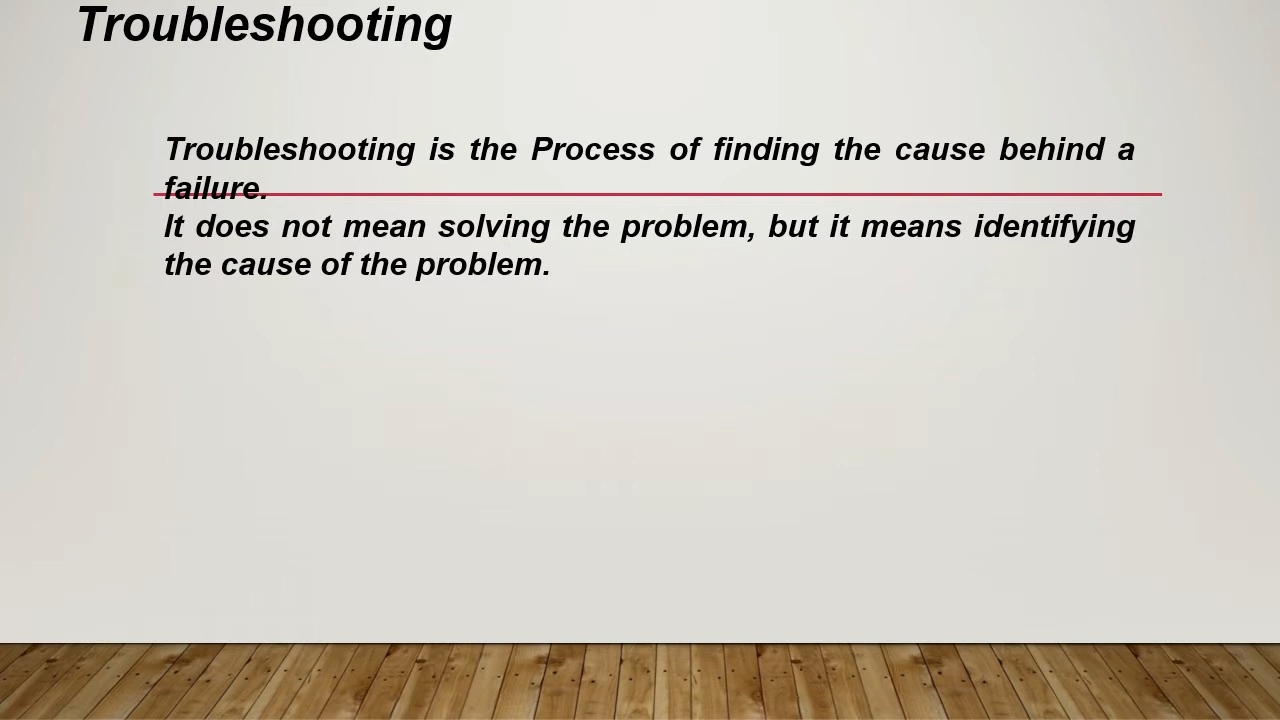 Troubleshooting
Troubleshooting is the Process of finding the cause behind a
failure.
It does not mean solving the problem, but it means identifying
the cause of the problem.